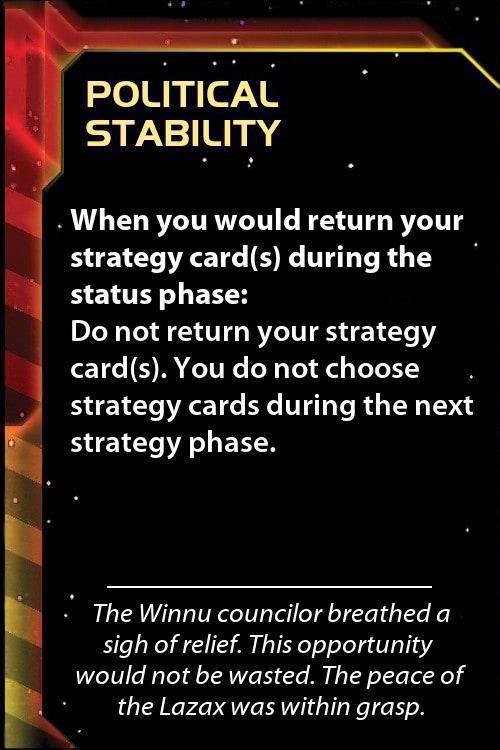 POLITICAL
STABILITY
When you would return your
strategy card(s) during the
status phase:
Do not return your strategy
card(s). You do not choose
strategy cards during the next
strategy phase.
The Winnu councilor breathed a
sigh of relief. This opportunity
would not be wasted. The peace of
the Lazax was within grasp.